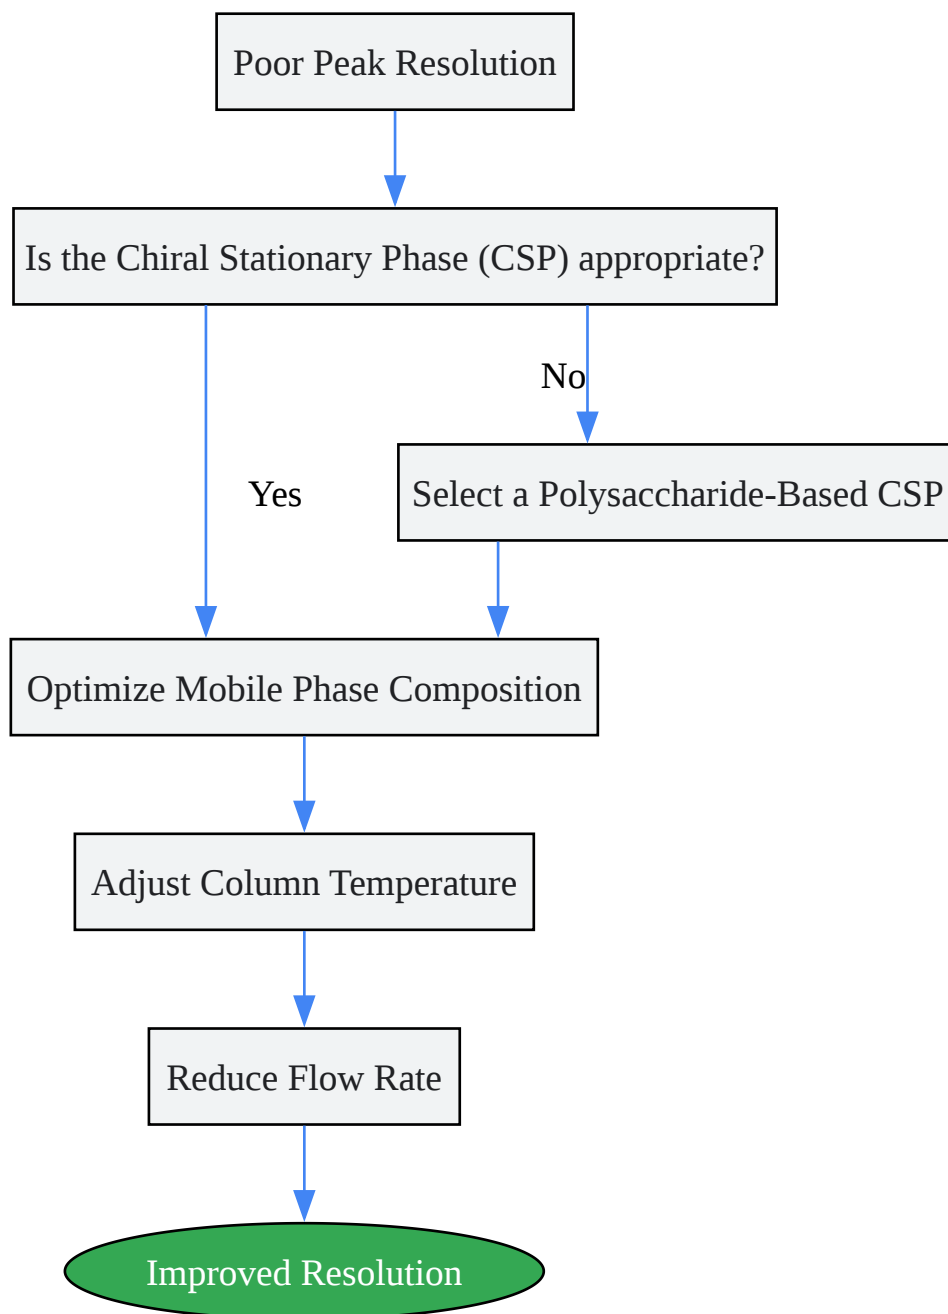 Poor Peak Resolution
Is the Chiral Stationary Phase (CSP) appropriate?
No
Yes
Select a Polysaccharide-Based CSP
Optimize Mobile Phase Composition
Adjust Column Temperature
Reduce Flow Rate
Improved Resolution